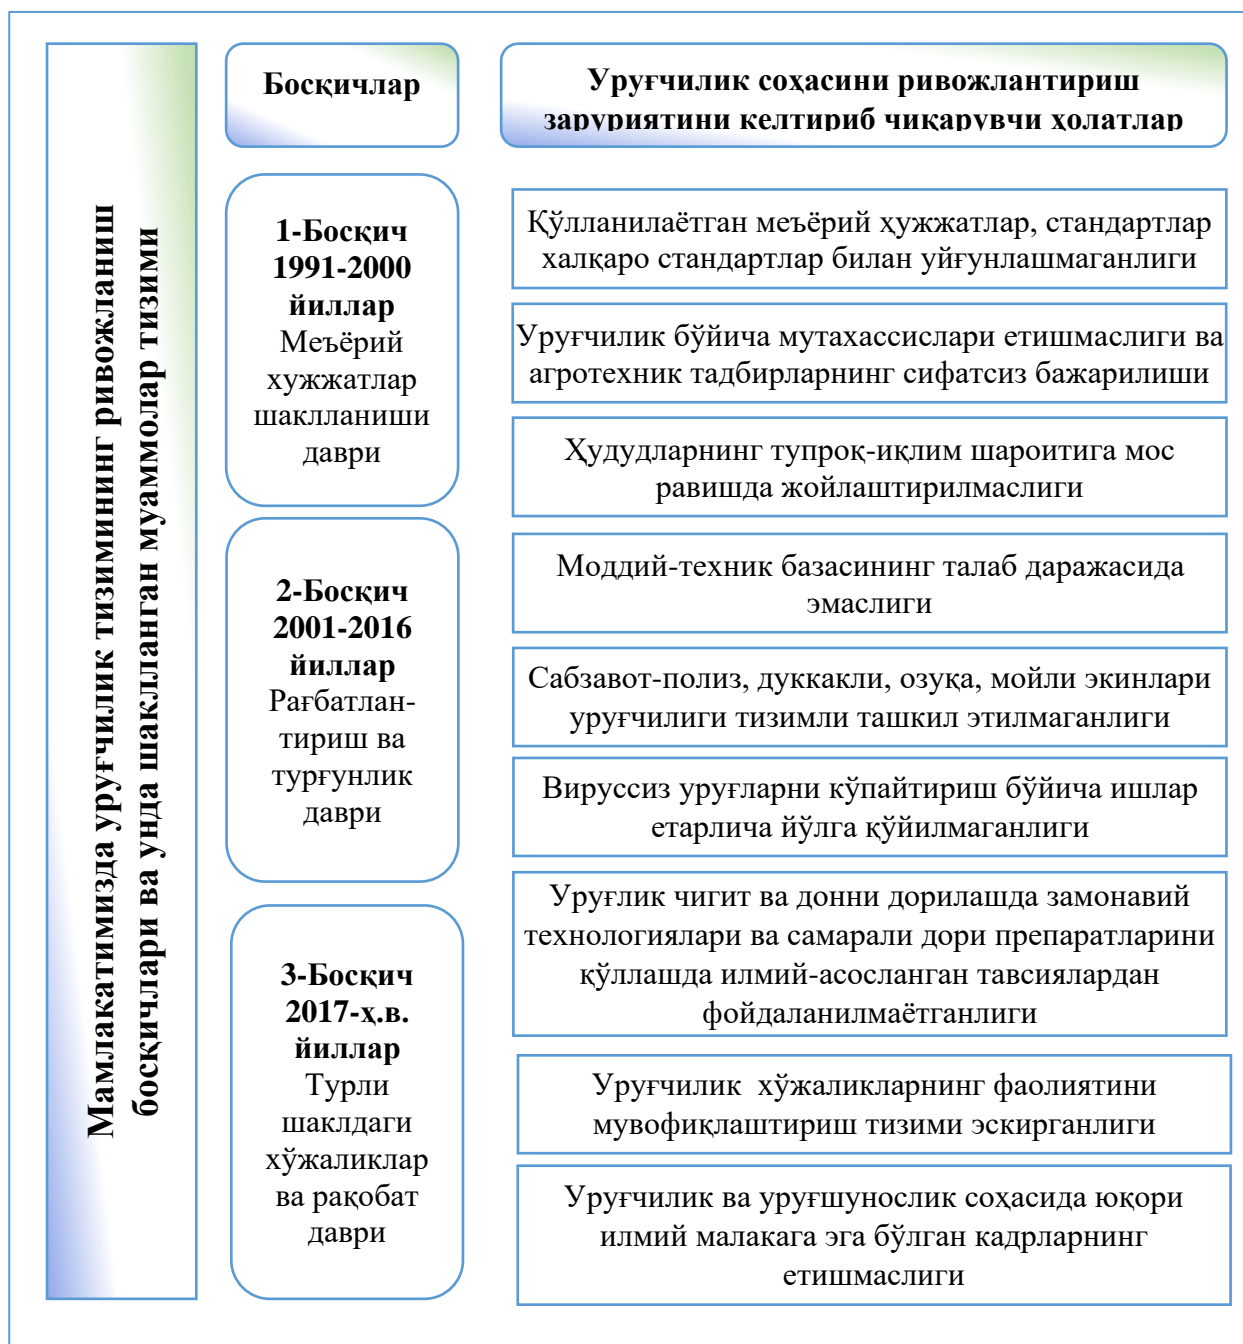 Мамлакатимизда уруғчилик тизимининг ривожланиш
босқичлари ва унда шаклланган муаммолар тизими
Босқичлар
Уруғчилик соҳасини ривожлантириш
заруриятини келтириб чиқарувчи ҳолатлар
1-Босқич
1991-2000
йиллар
Меъёрий
хужжатлар
шаклланиши
даври
2-Босқич
2001-2016
йиллар
Рағбатлан-
тириш ва
турғунлик
даври
3-Босқич
2017-ҳ.в.
йиллар
Турли
шаклдаги
хўжаликлар
ва рақобат
даври
Қўлланилаётган меъёрий ҳужжатлар, стандартлар
халқаро стандартлар билан уйғунлашмаганлиги
Уруғчилик бўйича мутахассислари етишмаслиги ва
агротехник тадбирларнинг сифатсиз бажарилиши
Ҳудудларнинг тупроқ-иқлим шароитига мос
равишда жойлаштирилмаслиги
Моддий-техник базасининг талаб даражасида
эмаслиги
Сабзавот-полиз, дуккакли, озуқа, мойли экинлари
уруғчилиги тизимли ташкил этилмаганлиги
Вируссиз уруғларни кўпайтириш бўйича ишлар
етарлича йўлга қўйилмаганлиги
Уруғлик чигит ва донни дорилашда замонавий
технологиялари ва самарали дори препаратларини
қўллашда илмий-асосланган тавсиялардан
фойдаланилмаётганлиги
Уруғчилик хўжаликларнинг фаолиятини
мувофиқлаштириш тизими эскирганлиги
Уруғчилик ва уруғшунослик соҳасида юқори
илмий малакага эга бўлган кадрларнинг
етишмаслиги